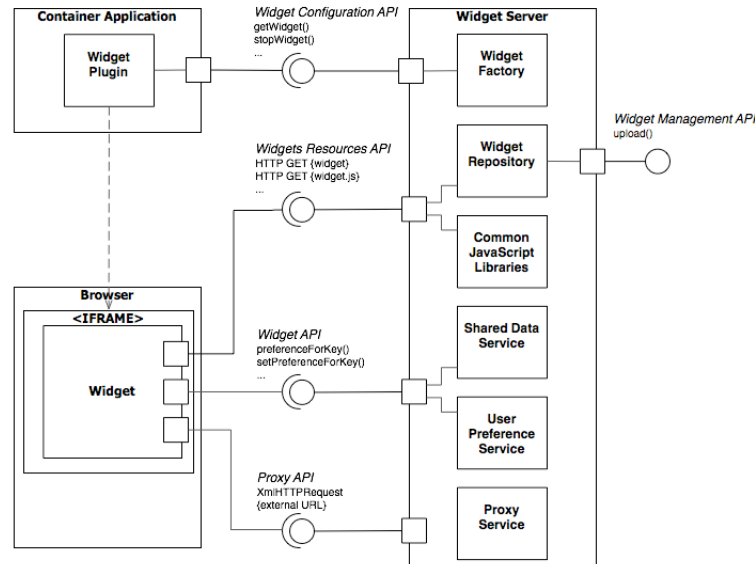 Container Application
Widget
Plugin
Widget Configuration API
getWidget()
stopWidget()
...
Widget Server
Widget
Factory
Widget Management API
upload()
Widgets Resources API
HTTP GET {widget}
HTTP GET {widget.js}
...
Widget
Repository
Common
JavaScript
Libraries
Browser
<IFRAME>
Widget
Widget API
preferenceForKey()
setPreferenceForKey()
...
Shared Data
Service
User
Preference
Service
Proxy API
XmlHTTPRequest
{external URL}
Proxy
Service